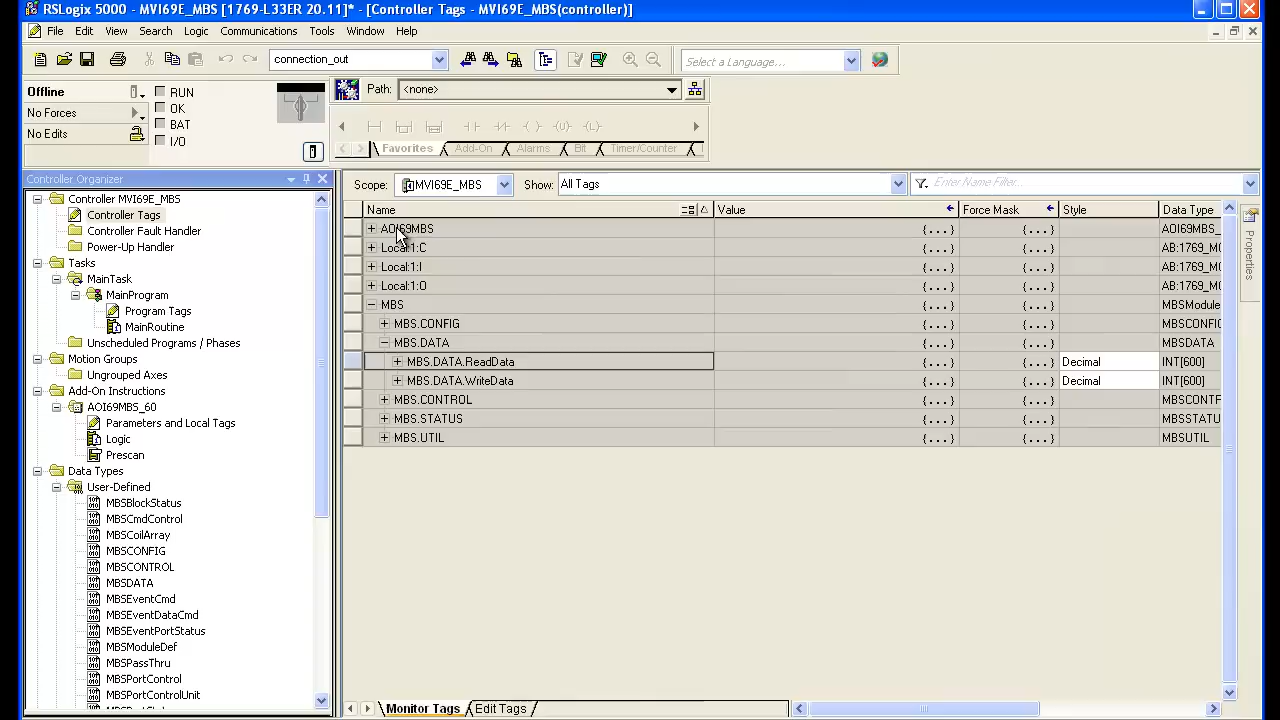 RSLogix 5000 - MVI69E_MBS [1769-L33ER 20.11]* - [Controller Tags - MVI69E_MBS(controller)]
File Edit View Search Logic Communications Tools Window Help
connection_out
Select a Language...
Offline
RUN
No Forces
OK
No Edits
BAT
I/O
Path: <none>
Favorites Add-On Alarms Bit Timer/Counter
Controller Organizer
Controller MVI69E_MBS
Controller Tags
Controller Fault Handler
Power-Up Handler
Tasks
MainTask
MainProgram
Program Tags
MainRoutine
Unscheduled Programs / Phases
Motion Groups
Ungrouped Axes
Add-On Instructions
AOI69MBS_60
Parameters and Local Tags
Logic
Prescan
Data Types
User-Defined
MBSBlockStatus
MBSCmdControl
MBSCoilArray
MBSCONFIG
MBSCONTROL
MBSDATA
MBSEventCmd
MBSEventDataCmd
MBSEventPortStatus
MBSModuleDef
MBSPassThru
MBSPortControl
MBSPortControlUnit
Scope: MVI69E_MBS Show: All Tags Enter Name Filter...
Name Value Force Mask Style Data Type
AOI69MBS {...} {...} AOI69MBS_
Local:1:C {...} {...} AB:1769_MO
Local:1:I {...} {...} AB:1769_MO
Local:1:O {...} {...} AB:1769_MO
MBS {...} {...} MBSModule
MBS.CONFIG {...} {...} MBSCONFIG
MBS.DATA {...} {...} MBSDATA
MBS.DATA.ReadData {...} {...} Decimal INT[600]
MBS.DATA.WriteData {...} {...} Decimal INT[600]
MBS.CONTROL {...} {...} MBSCONTF
MBS.STATUS {...} {...} MBSSTATU
MBS.UTIL {...} {...} MBSUTIL
Properties
Monitor Tags Edit Tags